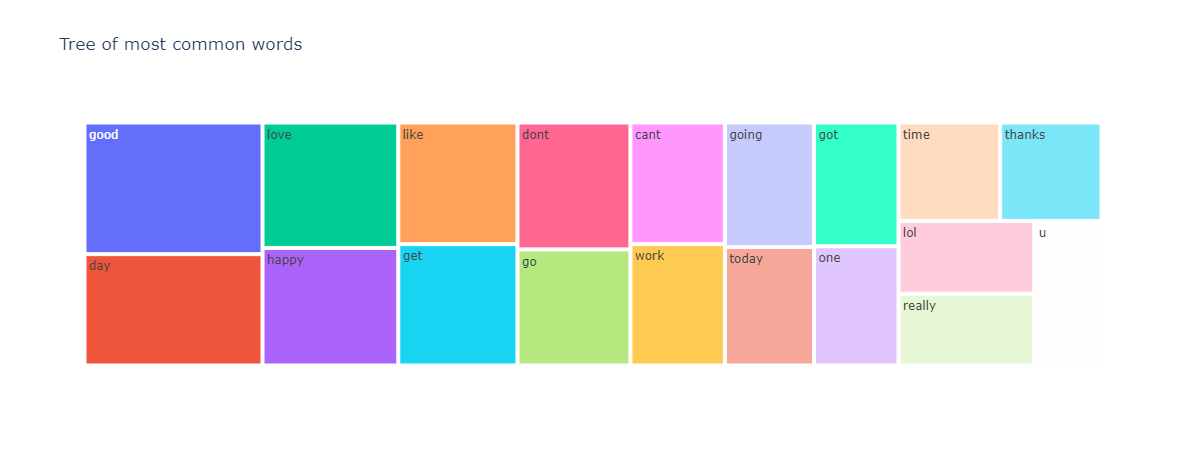 Tree of most common words
good
love
like
dont
cant
going
got
time
thanks
lol
u
day
happy
get
go
work
today
one
really